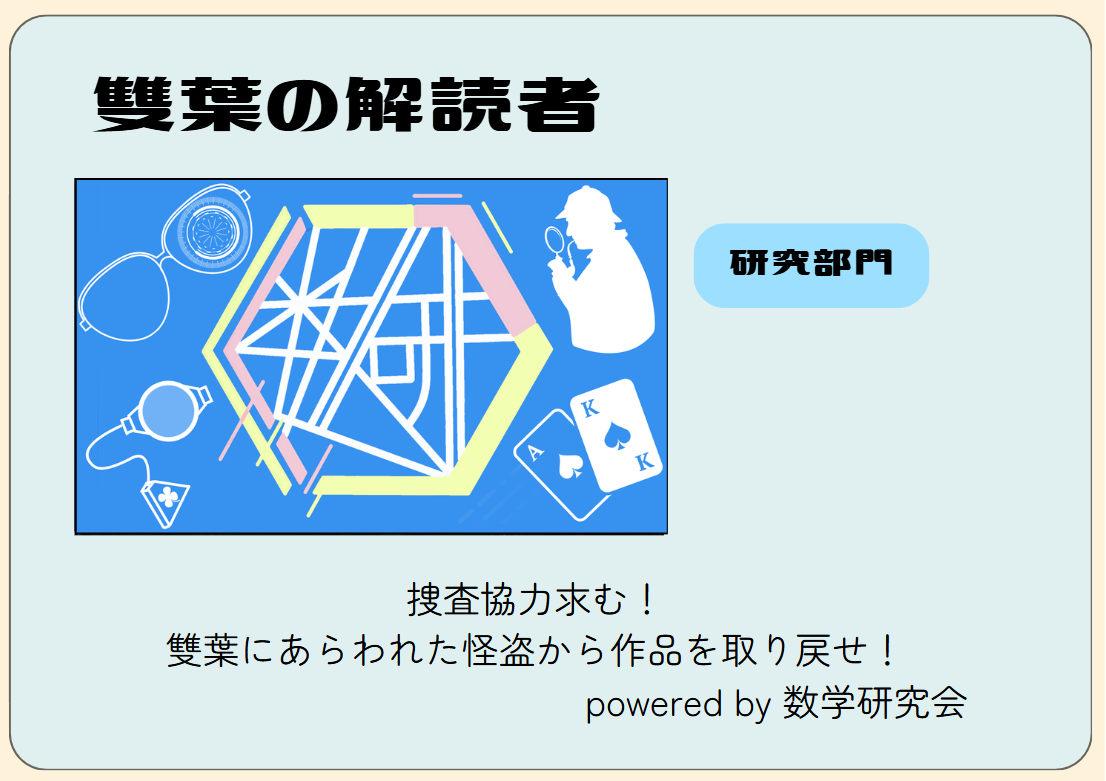 雙葉の解読者
研究部門
K
A
K
捜査協力求む！
雙葉にあらわれた怪盗から作品を取り戻せ！
powered by 数学研究会